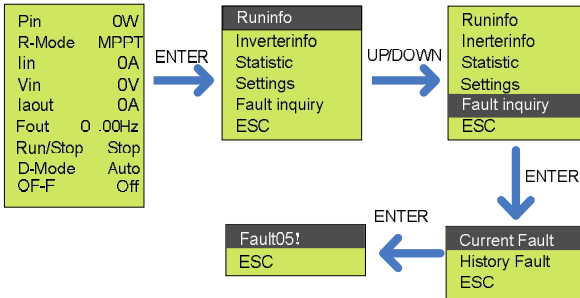 Pin 0W
R-Mode MPPT
Iin 0A
Vin 0V
Iaout 0A
Fout 0 .00Hz
Run/Stop Stop
D-Mode Auto
OF-F Off
ENTER
Runinfo
Inverterinfo
Statistic
Settings
Fault inquiry
ESC
UP/DOWN
Runinfo
Inerterinfo
Statistic
Settings
Fault inquiry
ESC
ENTER
Current Fault
History Fault
ESC
ENTER
Fault05!
ESC